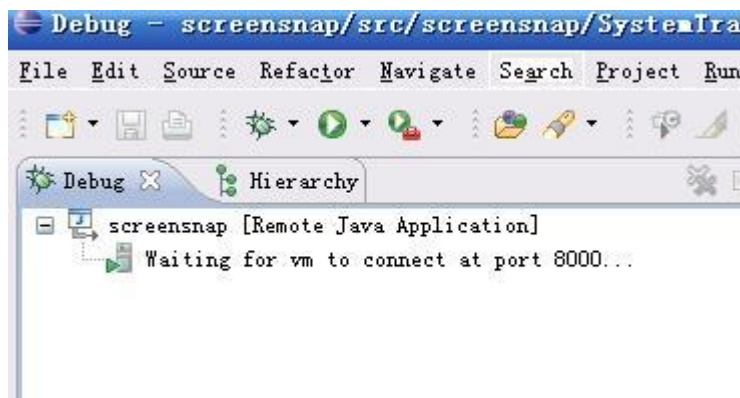 Debug - screensnap/src/screensnap/SystemTra
File Edit Source Refactor Navigate Search Project Run
Debug Hierarchy
screensnap [Remote Java Application]
Waiting for vm to connect at port 8000...